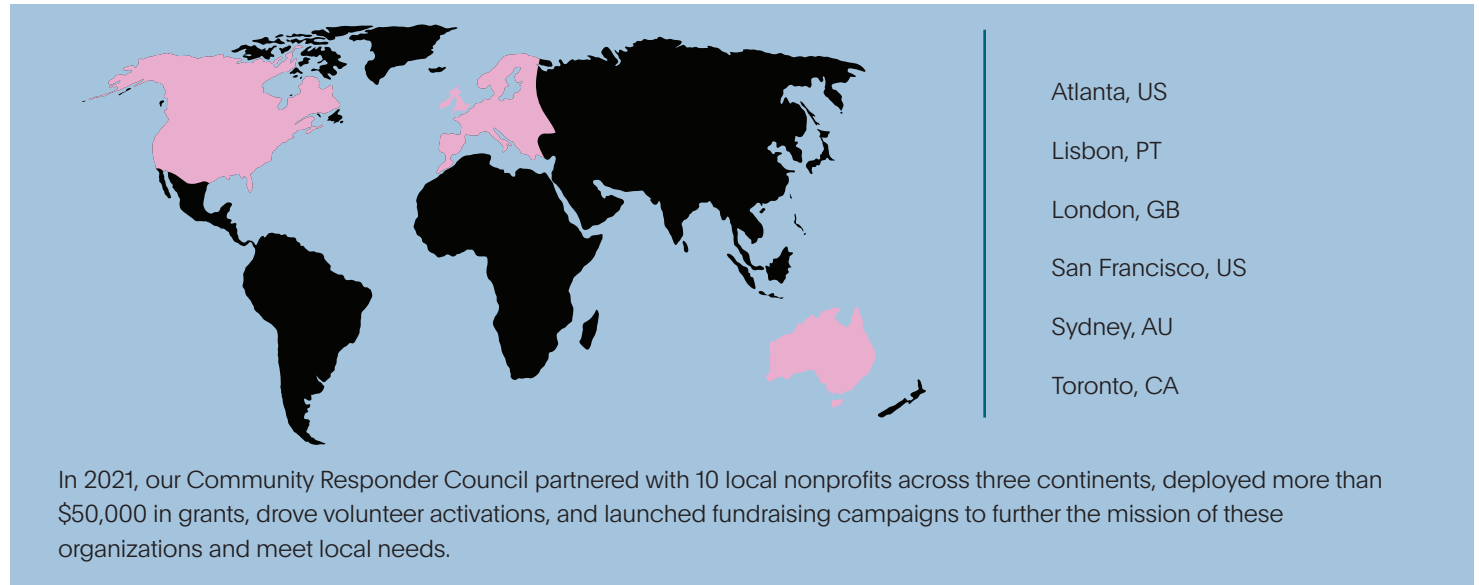 Atlanta, US
Lisbon, PT
London, GB
San Francisco, US
Sydney, AU
Toronto, CA
In 2021, our Community Responder Council partnered with 10 local nonprofits across three continents, deployed more than
$50,000 in grants, drove volunteer activations, and launched fundraising campaigns to further the mission of these
organizations and meet local needs.